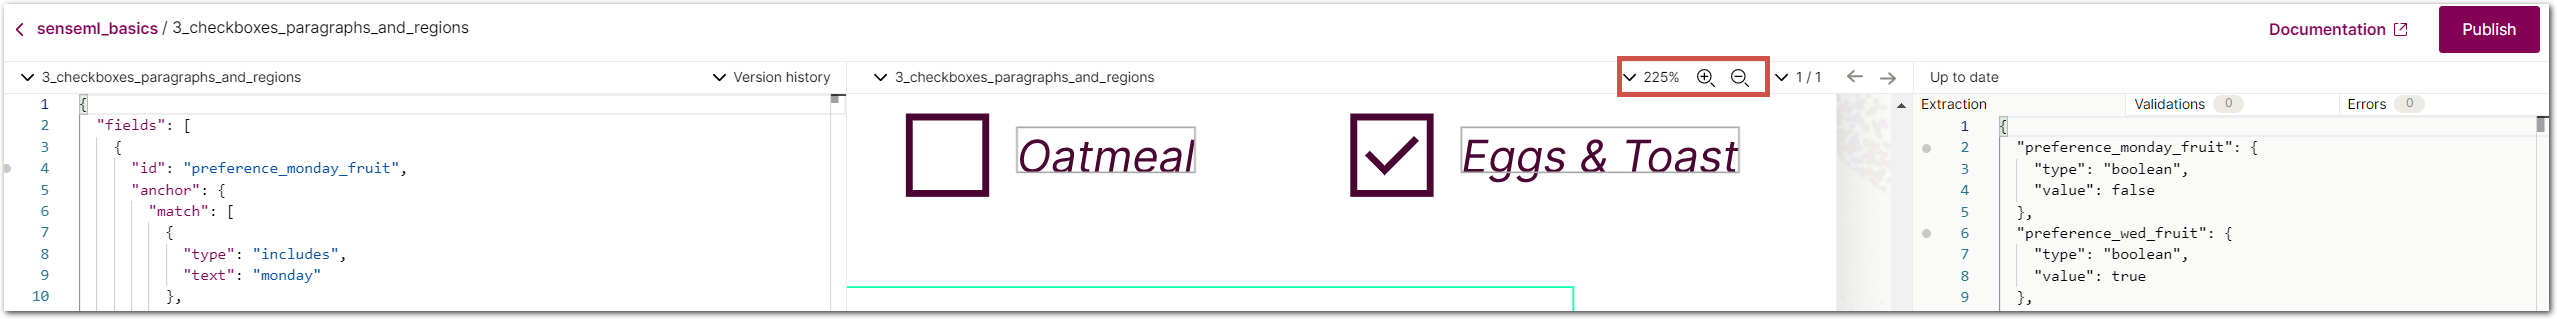 senseml_basics / 3_checkboxes_paragraphs_and_regions
Documentation
Publish
3_checkboxes_paragraphs_and_regions
Version history
3_checkboxes_paragraphs_and_regions
225%
1 / 1
Up to date
1 {
2 "fields": [
3 {
4 "id": "preference_monday_fruit",
5 "anchor": {
6 "match": [
7 {
8 "type": "includes",
9 "text": "monday"
10 },
Oatmeal
Eggs & Toast
Extraction
Validations 0
Errors 0
1 {
2 "preference_monday_fruit": {
3 "type": "boolean",
4 "value": false
5 },
6 "preference_wed_fruit": {
7 "type": "boolean",
8 "value": true
9 },